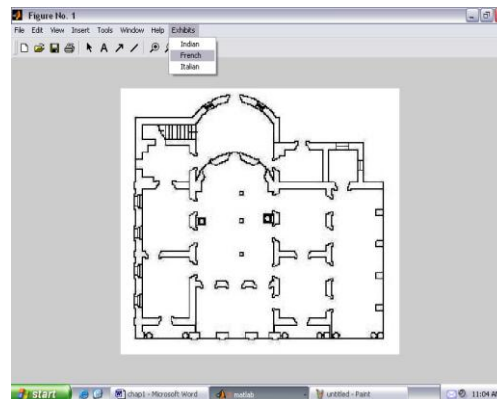 Figure No. 1
File Edit View Insert Tools Window Help Exhibits
Indian
French
Italian
A
start chap1 - Microsoft Word matlab untitled - Paint 11:04 AM